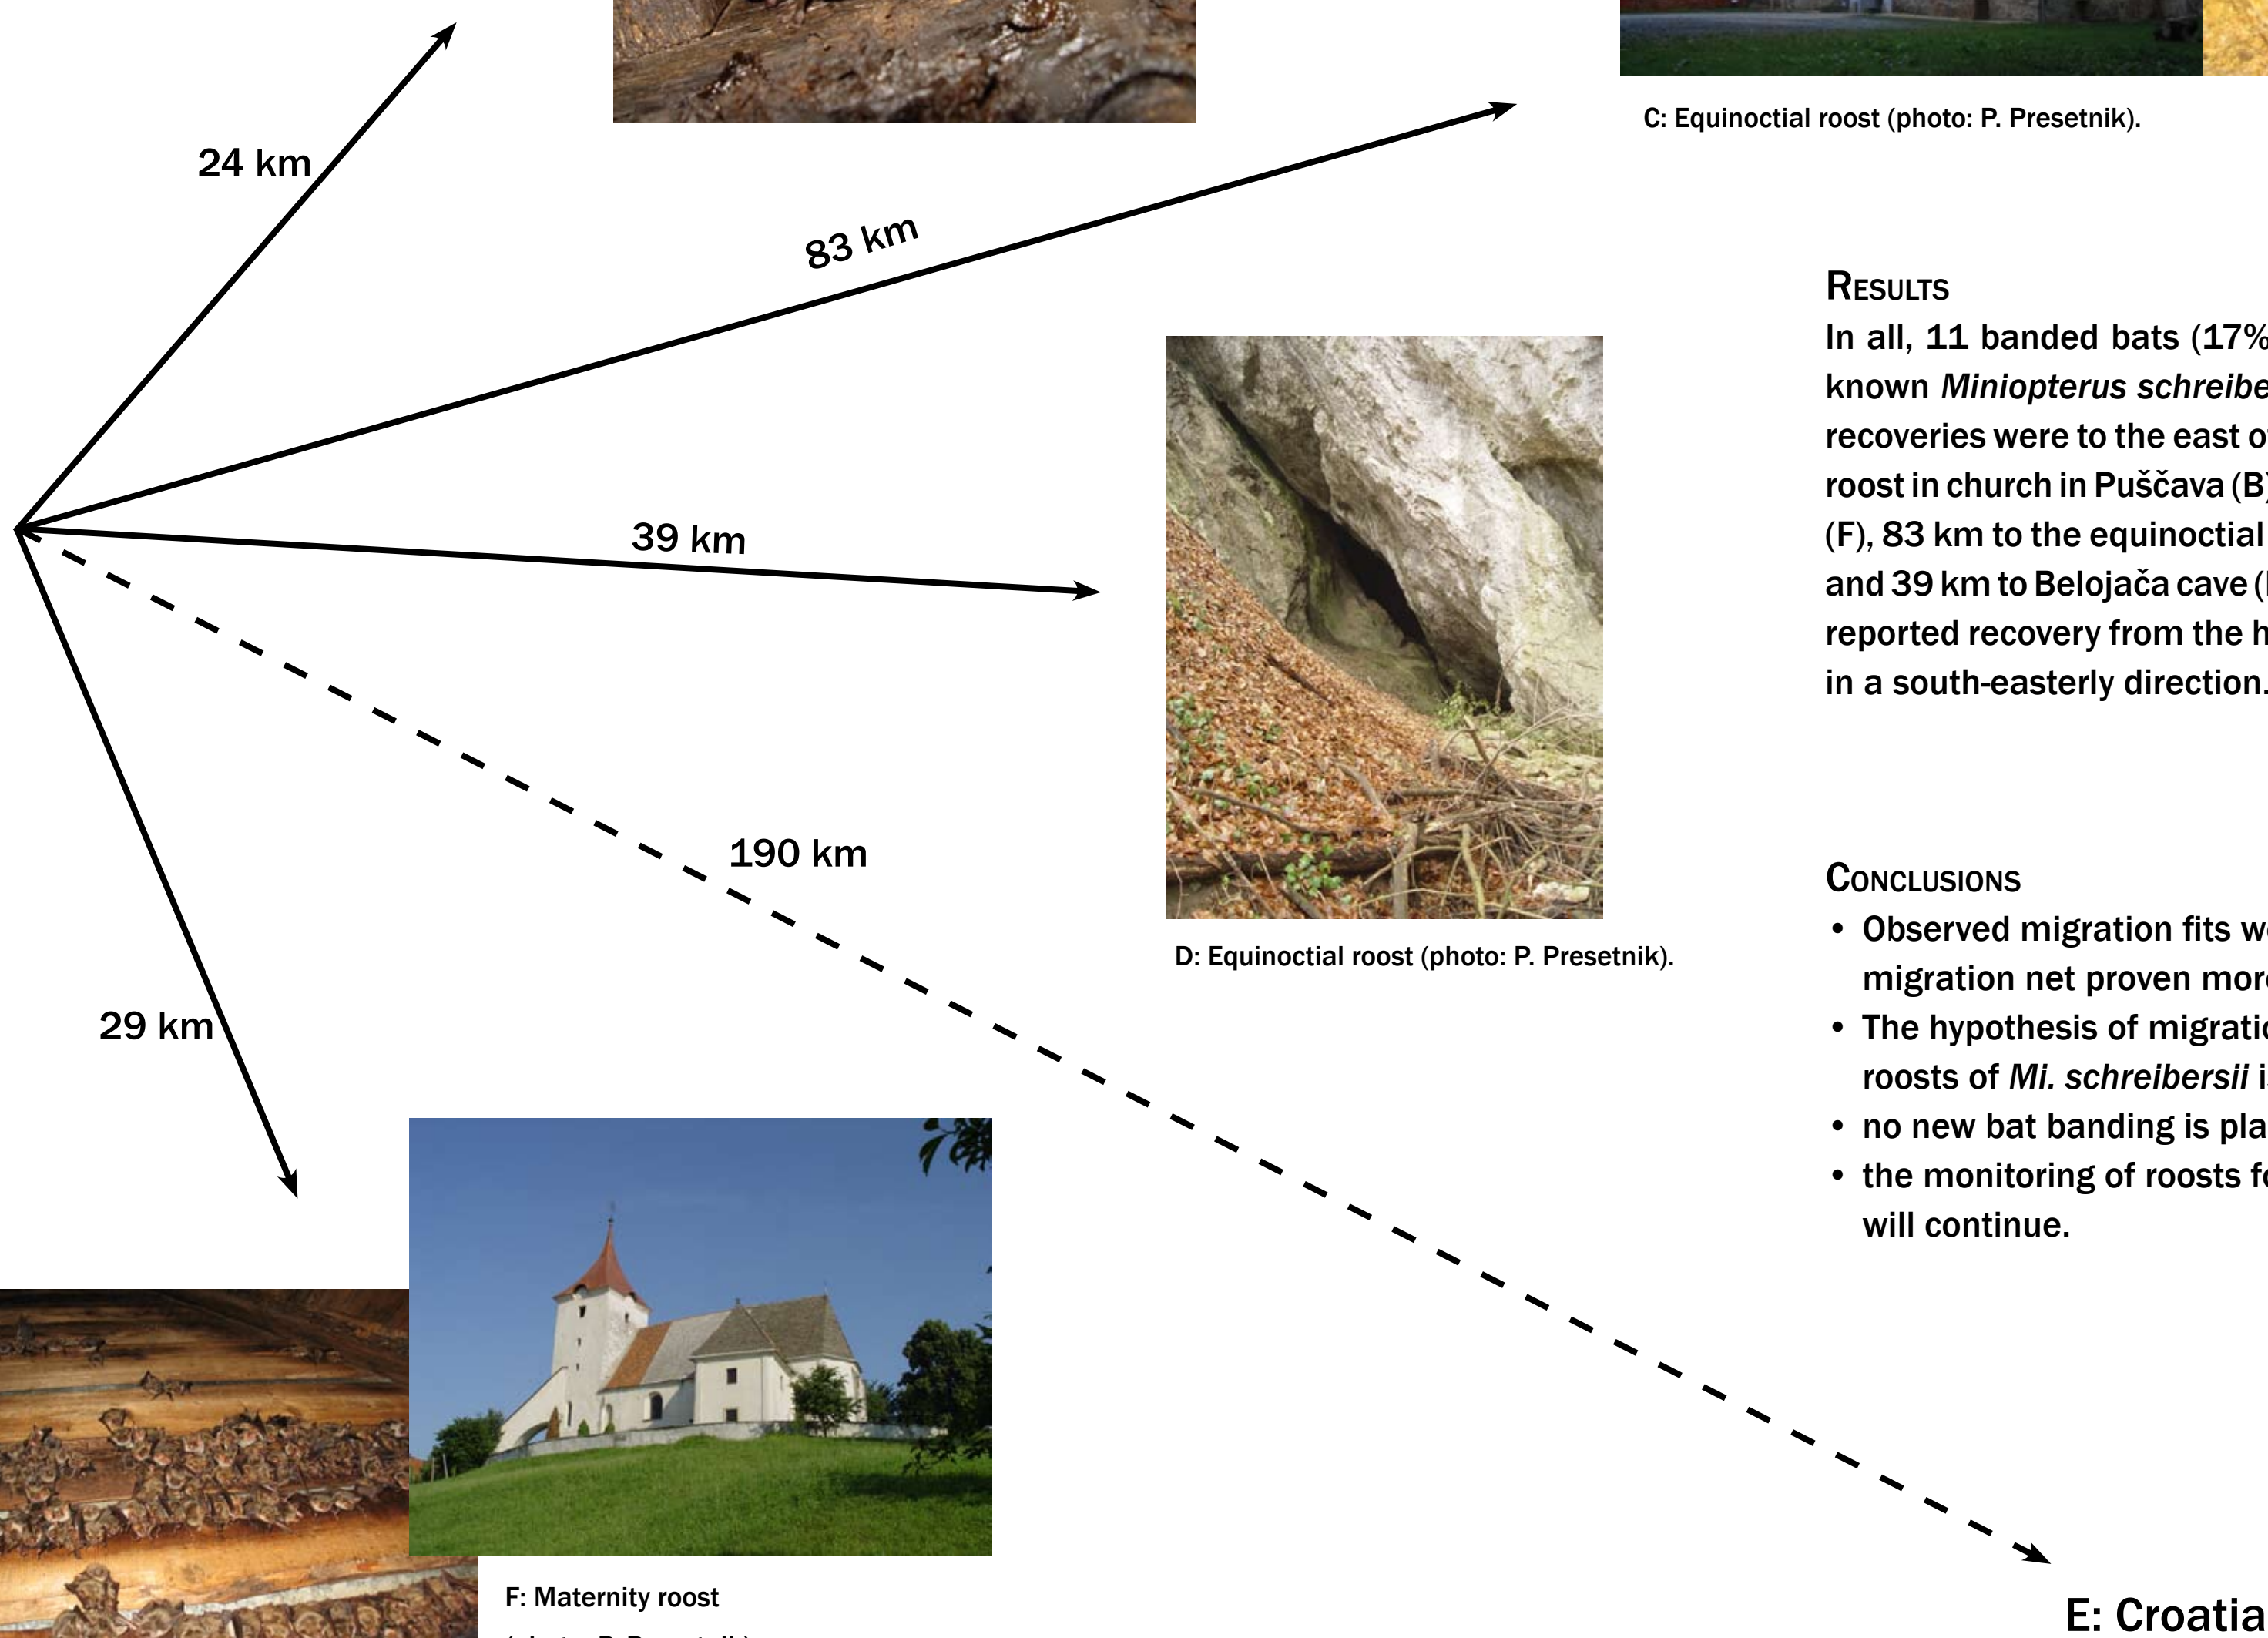 24 km
83 km
C: Equinoctial roost (photo: P. Presetnik).
39 km
190 km
29 km
D: Equinoctial roost (photo: P. Presetnik).
RESULTS
In all, 11 banded bats (17%
known Miniopterus
recoveries were to the east
roost in church in Puščava (B)
(F), 83 km to the equinoctial
and 39 km to Belojača cave
reported recovery from the
in a south-easterly direction.
CONCLUSIONS
• Observed migration fits
migration net proven
• The hypothesis of
roosts of Mi. schreibersii
• no new bat banding is
• the monitoring of roosts
will continue.
F: Maternity roost
E: Croatia